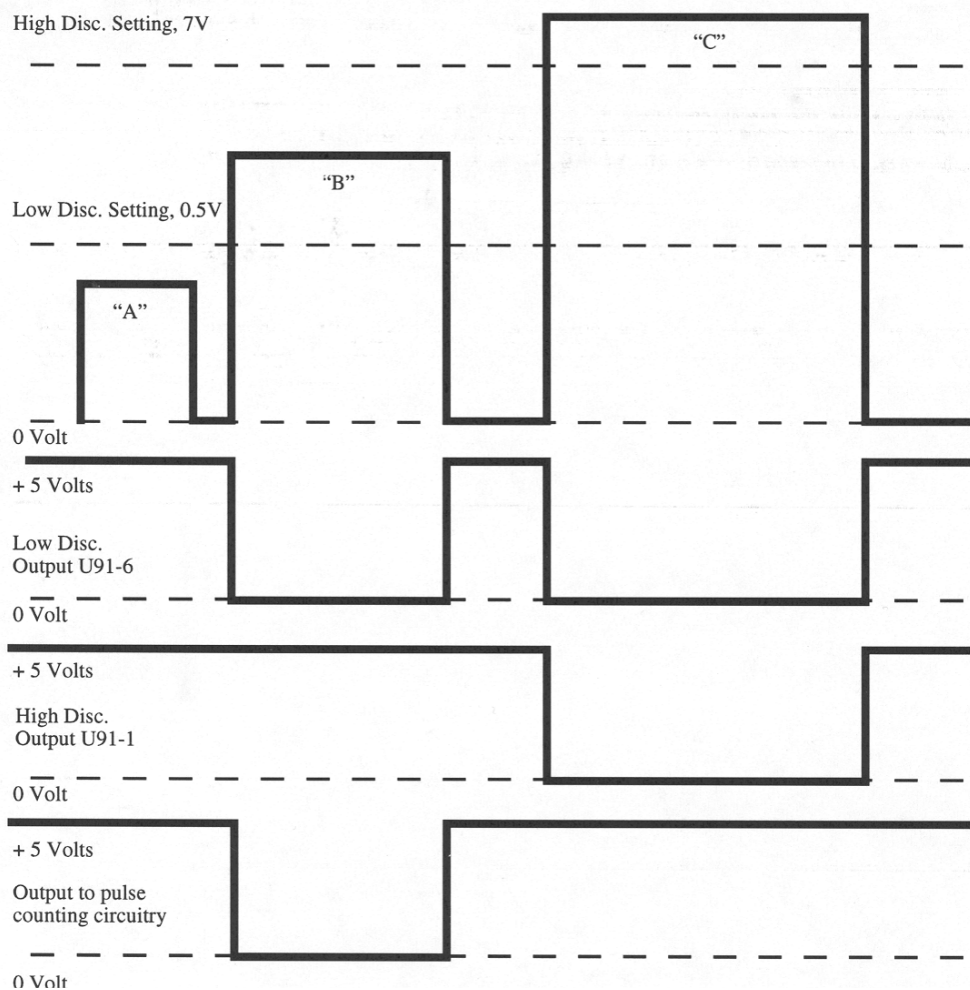 High Disc. Setting, 7V
“C”
“B”
Low Disc. Setting, 0.5V
“A”
0 Volt
+ 5 Volts
Low Disc.
Output U91-6
0 Volt
+ 5 Volts
High Disc.
Output U91-1
0 Volt
+ 5 Volts
Output to pulse
counting circuitry
0 Volt